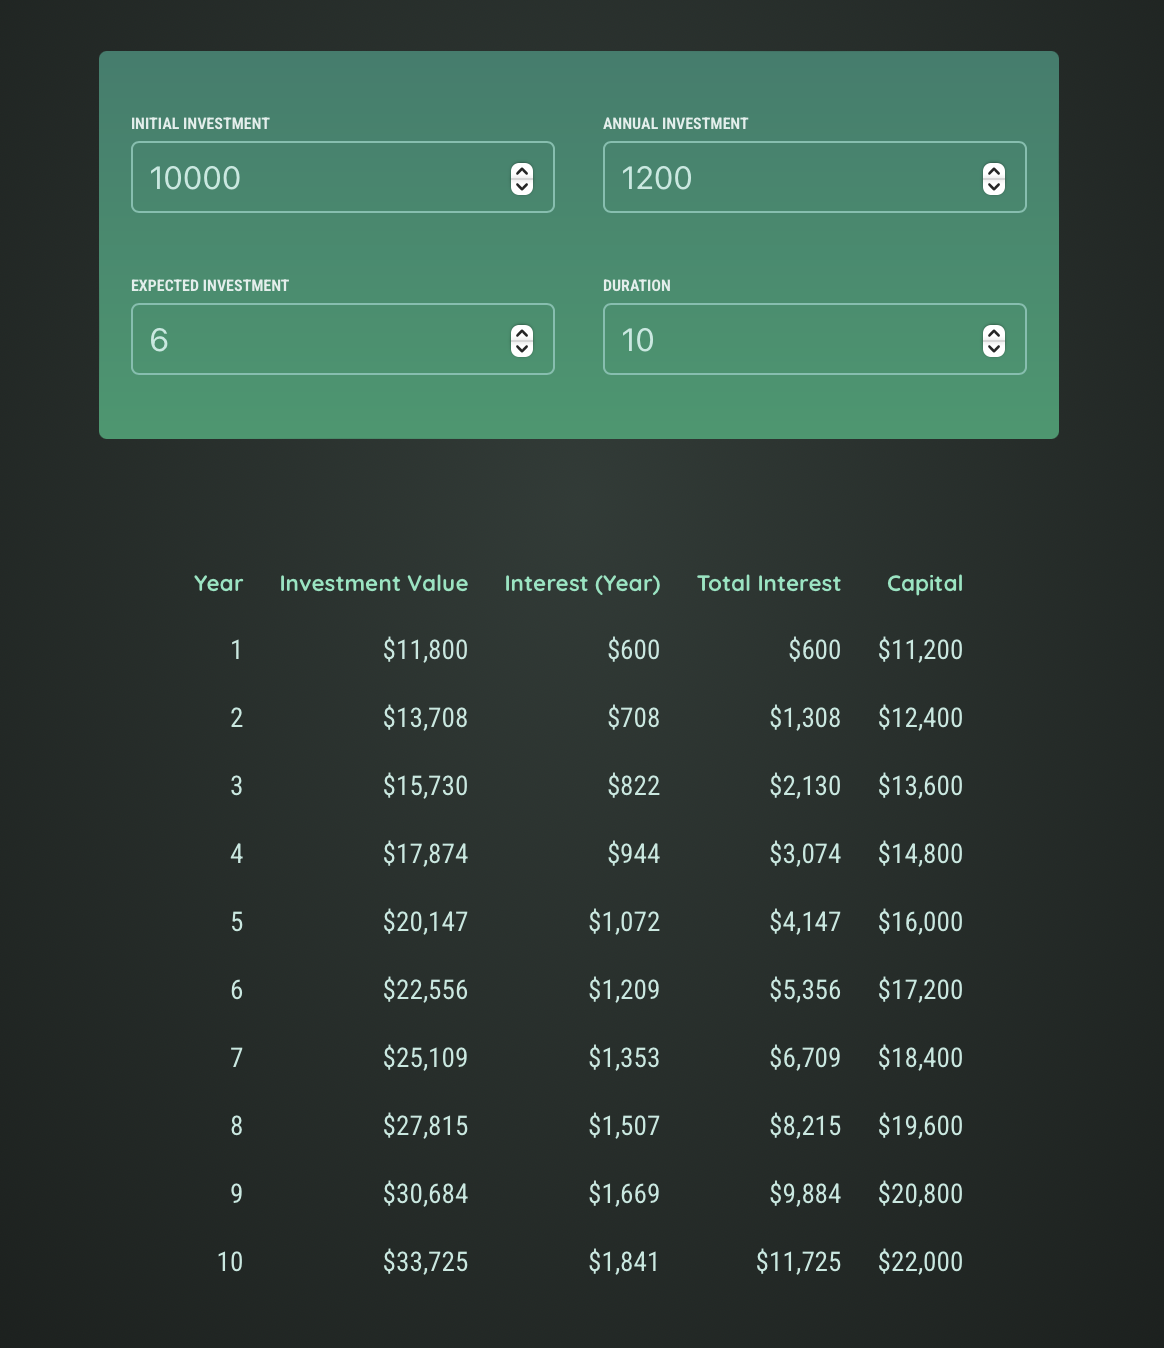 INITIAL INVESTMENT ANNUAL INVESTMENT
10000 1200
EXPECTED INVESTMENT DURATION
6 10
Year Investment Value Interest (Year) Total Interest Capital
1 $11,800 $600 $600 $11,200
2 $13,708 $708 $1,308 $12,400
3 $15,730 $822 $2,130 $13,600
4 $17,874 $944 $3,074 $14,800
5 $20,147 $1,072 $4,147 $16,000
6 $22,556 $1,209 $5,356 $17,200
7 $25,109 $1,353 $6,709 $18,400
8 $27,815 $1,507 $8,215 $19,600
9 $30,684 $1,669 $9,884 $20,800
10 $33,725 $1,841 $11,725 $22,000